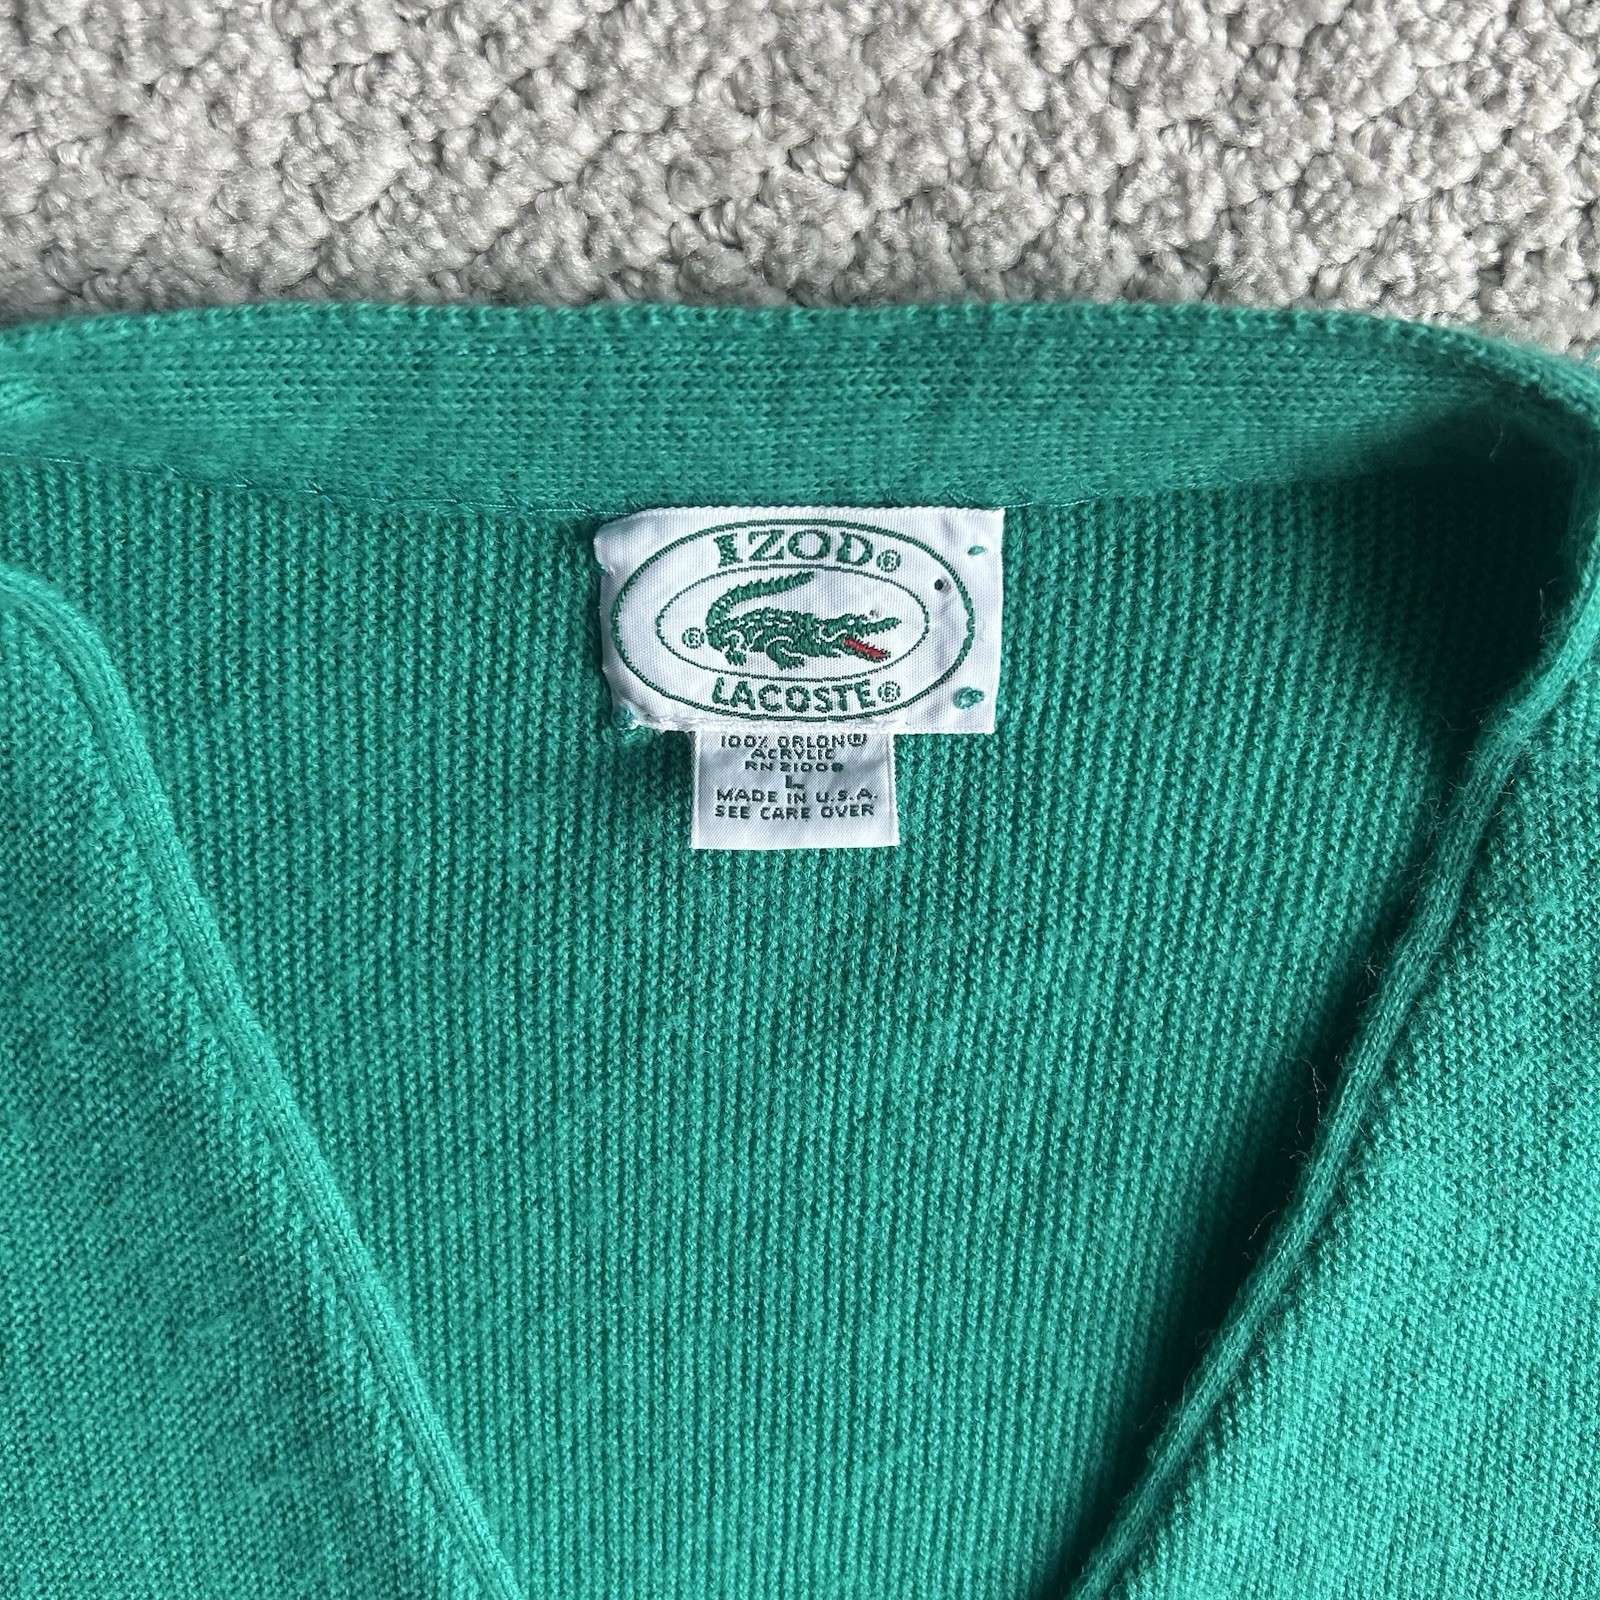 IZOD®
®
LACOSTE®
100% ORLON®
ACRYLIC
RN 21008
L
MADE IN U.S.A.
SEE CARE OVER